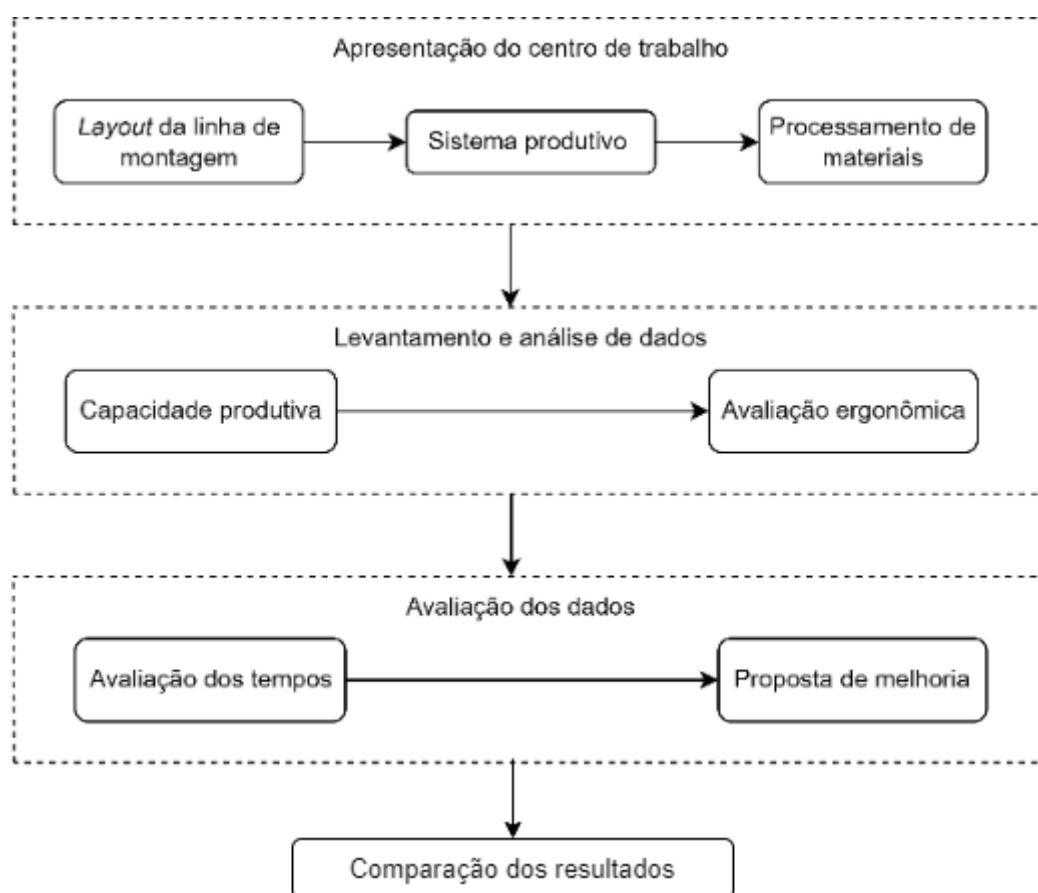 Apresentação do centro de trabalho
Layout da linha de
montagem
Sistema produtivo
Processamento de
materiais
Levantamento e análise de dados
Capacidade produtiva
Avaliação ergonômica
Avaliação dos dados
Avaliação dos tempos
Proposta de melhoria
Comparação dos resultados